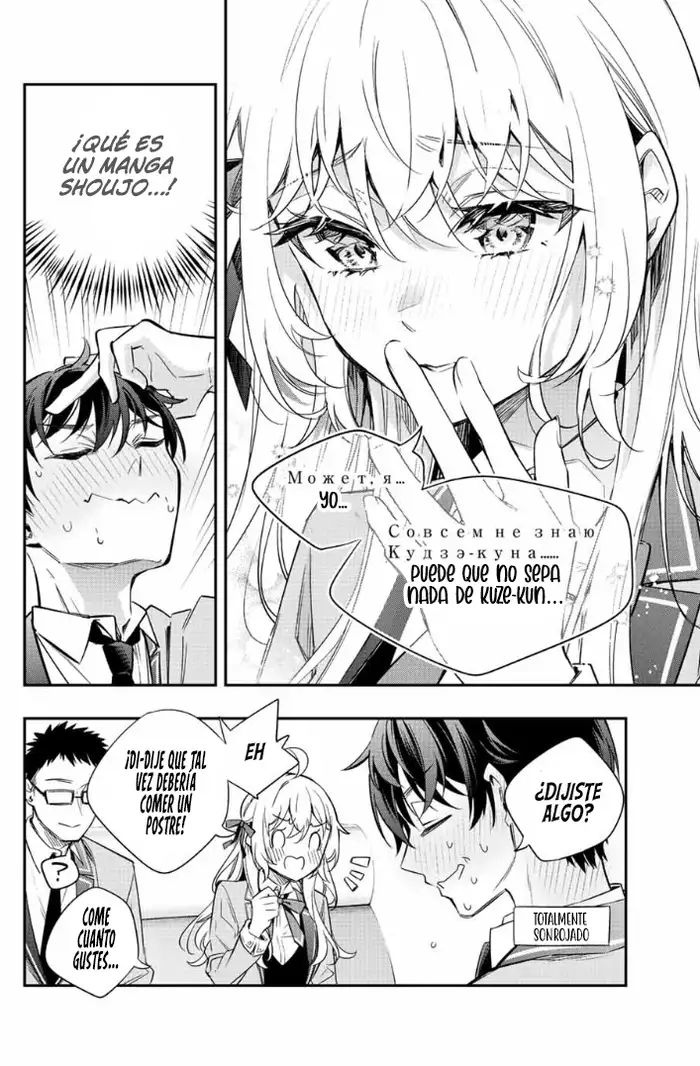 Может, я...
YO...
Совсем не знаю
Кудзэ-куна......
PUEDE QUE NO SEPA
NADA DE KUZE-KUN...
¡QUÉ ES
UN MANGA
SHOUJO...!
¿DIJISTE
ALGO?
TOTALMENTE
SONROJADO
EH
¡DI-DIJE QUE TAL
VEZ DEBERÍA
COMER UN
POSTRE!
?
COME
CUANTO
GUSTES...